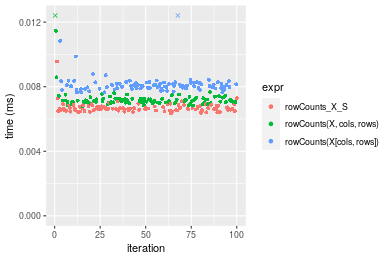 0.012
0.008
0.004
0.000
time (ms)
0
25
50
75
100
iteration
expr
rowCounts_X_S
rowCounts(X, cols, rows)
rowCounts(X[cols, rows])